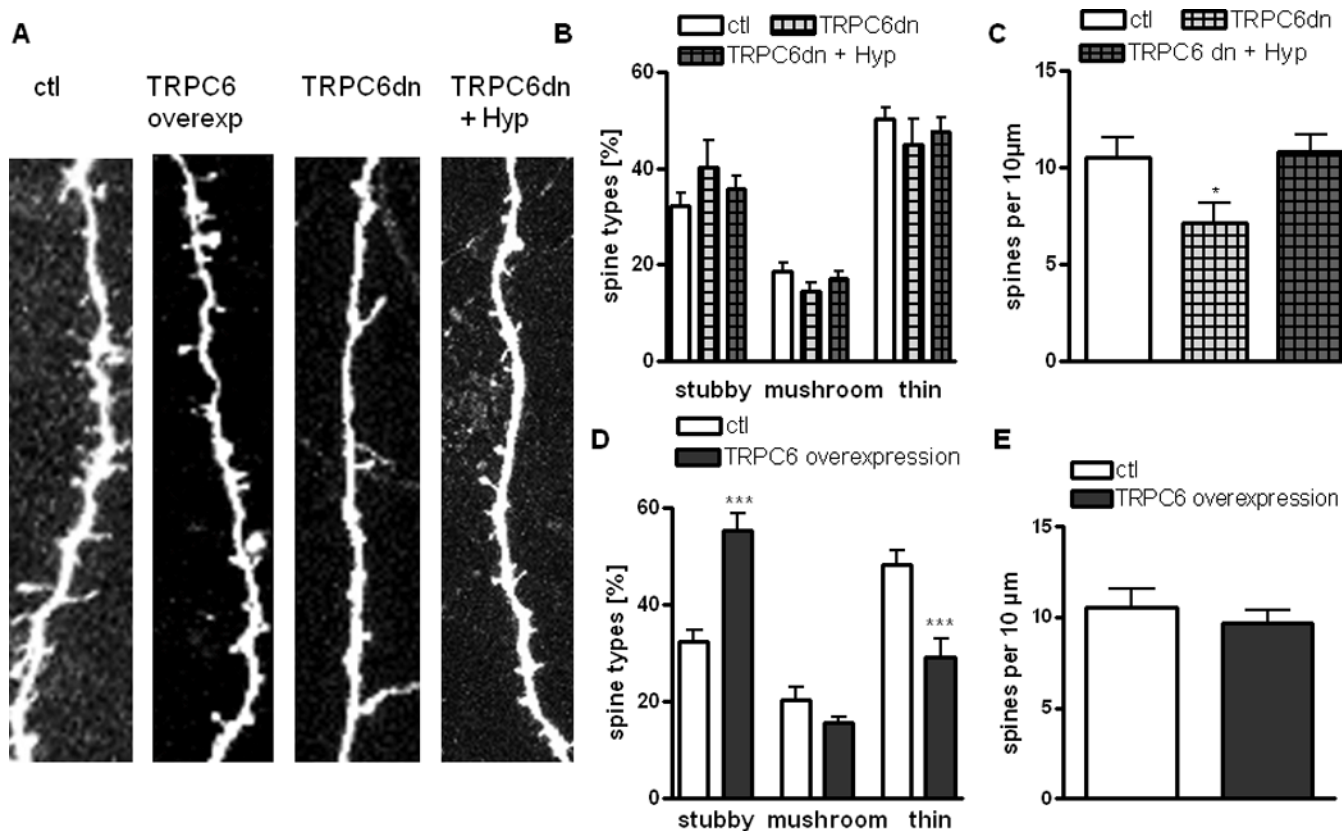 A
ctl
TRPC6
overexp
TRPC6dn
TRPC6dn
+ Hyp
B
ctl
TRPC6dn
TRPC6dn + Hyp
spine types [%]
60
40
20
0
stubby
mushroom
thin
C
ctl
TRPC6dn
TRPC6 dn + Hyp
spines per 10µm
15
10
5
0
*
D
ctl
TRPC6 overexpression
spine types [%]
60
40
20
0
***
***
stubby
mushroom
thin
E
ctl
TRPC6 overexpression
spines per 10 µm
15
10
5
0